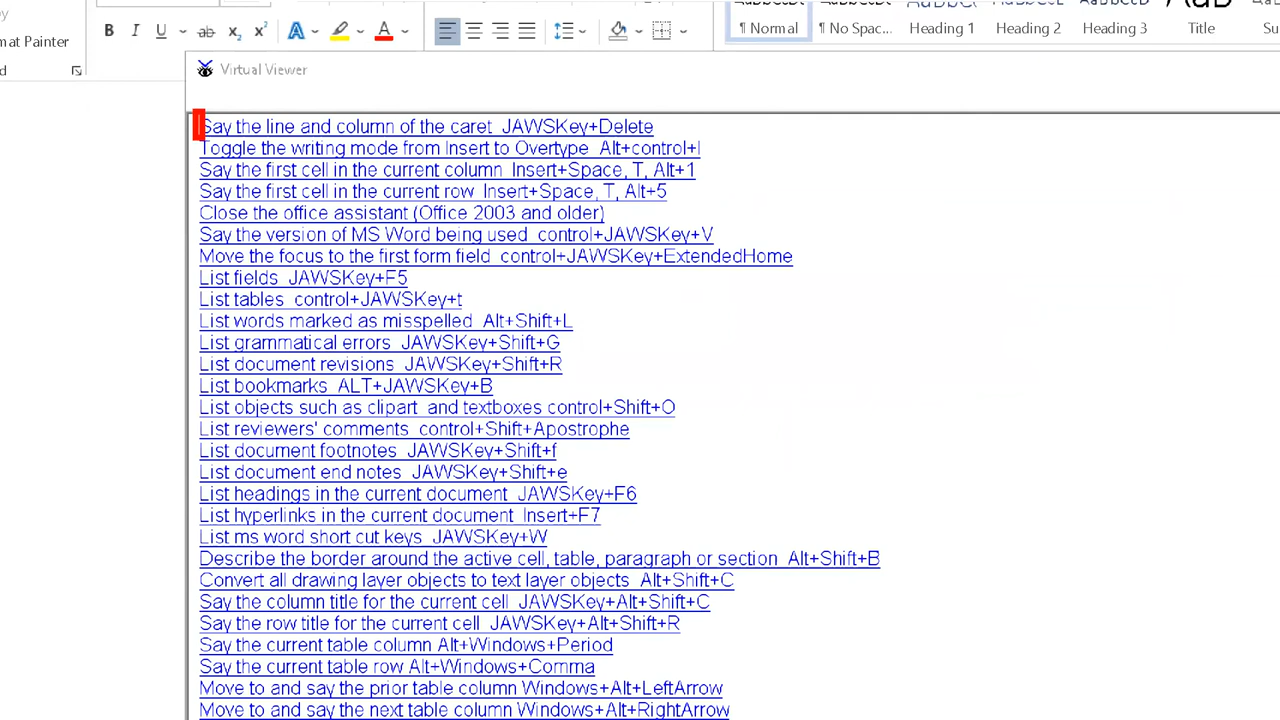 mat Painter
B I U ab x₂ x² A A
¶ Normal ¶ No Spac... Heading 1 Heading 2 Heading 3 Title
Virtual Viewer
Say the line and column of the caret  JAWSKey+Delete
Toggle the writing mode from Insert to Overtype  Alt+control+I
Say the first cell in the current column  Insert+Space, T, Alt+1
Say the first cell in the current row  Insert+Space, T, Alt+5
Close the office assistant (Office 2003 and older)
Say the version of MS Word being used  control+JAWSKey+V
Move the focus to the first form field  control+JAWSKey+ExtendedHome
List fields  JAWSKey+F5
List tables  control+JAWSKey+t
List words marked as misspelled  Alt+Shift+L
List grammatical errors  JAWSKey+Shift+G
List document revisions  JAWSKey+Shift+R
List bookmarks  ALT+JAWSKey+B
List objects such as clipart  and textboxes control+Shift+O
List reviewers' comments  control+Shift+Apostrophe
List document footnotes  JAWSKey+Shift+f
List document end notes  JAWSKey+Shift+e
List headings in the current document  JAWSKey+F6
List hyperlinks in the current document  Insert+F7
List ms word short cut keys  JAWSKey+W
Describe the border around the active cell, table, paragraph or section  Alt+Shift+B
Convert all drawing layer objects to text layer objects  Alt+Shift+C
Say the column title for the current cell  JAWSKey+Alt+Shift+C
Say the row title for the current cell  JAWSKey+Alt+Shift+R
Say the current table column Alt+Windows+Period
Say the current table row Alt+Windows+Comma
Move to and say the prior table column Windows+Alt+LeftArrow
Move to and say the next table column Windows+Alt+RightArrow